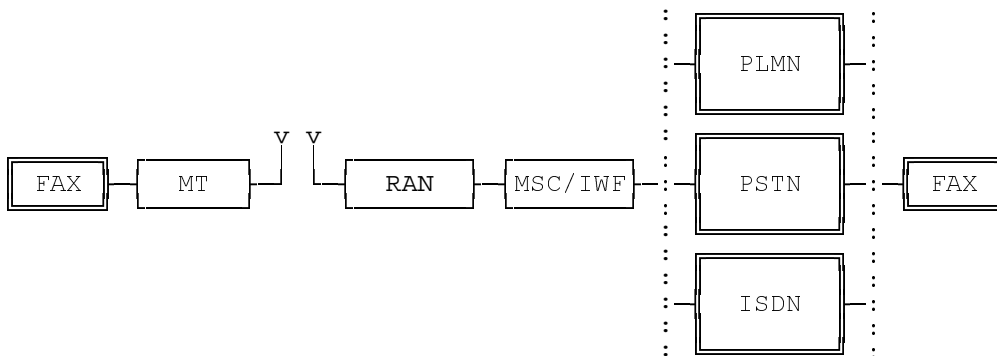 PLMN
v v
FAX MT RAN MSC/IWF PSTN FAX
ISDN